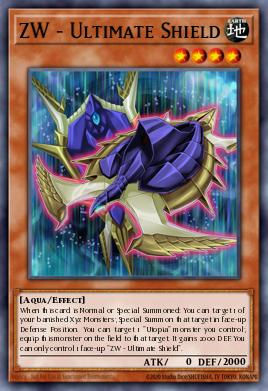 ZW - Ultimate Shield
EARTH
地
[Aqua/Effect]
When this card is Normal or Special Summoned: You can target 1 of
your banished Xyz Monsters; Special Summon that target in face-up
Defense Position. You can target 1 "Utopia" monster you control;
equip this monster on the field to that target. It gains 2000 DEF. You
can only control 1 face-up "ZW - Ultimate Shield".
ATK/ 0 DEF/2000